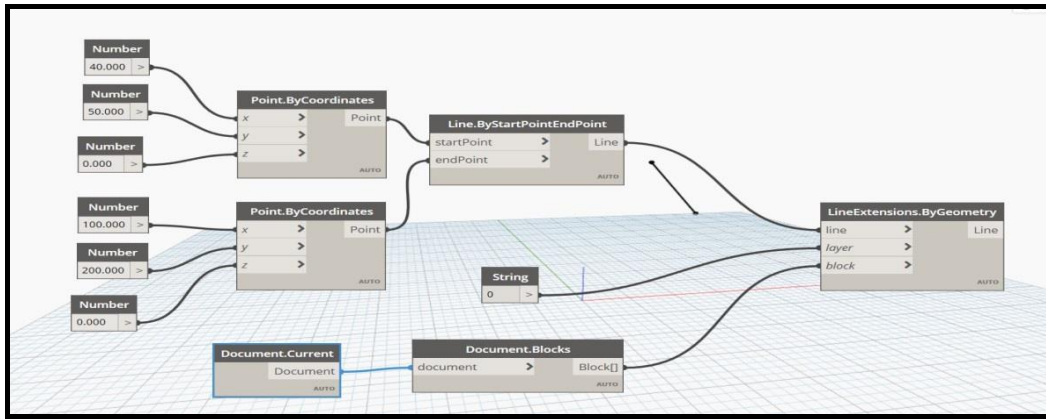 Number
40.000 >
Number
50.000 >
Number
0.000 >
Point.ByCoordinates
x > Point
y >
z >
AUTO
Line.ByStartPointEndPoint
startPoint > Line
endPoint >
AUTO
Number
100.000 >
Number
200.000 >
Number
0.000 >
Point.ByCoordinates
x > Point
y >
z >
AUTO
String
0 >
LineExtensions.ByGeometry
line > Line
layer >
block >
AUTO
Document.Current
Document
AUTO
Document.Blocks
document > Block[]
AUTO